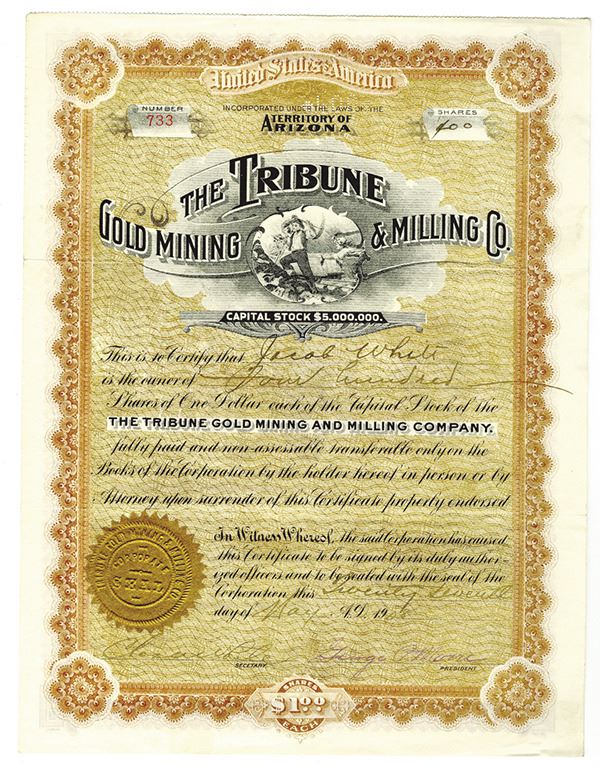 United States of America
NUMBER
733
INCORPORATED UNDER THE LAWS OF THE
TERRITORY OF
ARIZONA
SHARES
400
THE TRIBUNE
GOLD MINING & MILLING CO.
CAPITAL STOCK $5.000.000.
This is to Certify that Jacob White
is the owner of Four hundred
Shares of One Dollar each of the Capital Stock of the
THE TRIBUNE GOLD MINING AND MILLING COMPANY.
fully paid and non-assessable transferable only on the
Books of the Corporation by the holder hereof in person or by
Attorney upon surrender of this Certificate properly endorsed
In Witness Whereof, the said Corporation has caused
this Certificate to be signed by its duly author-
ized officers and to be sealed with the seal of the
Corporation this Twenty Seventh
day of May A.D. 19
CORPORATE
SEAL
SECRETARY
George
PRESIDENT
SHARES
$1.00
EACH